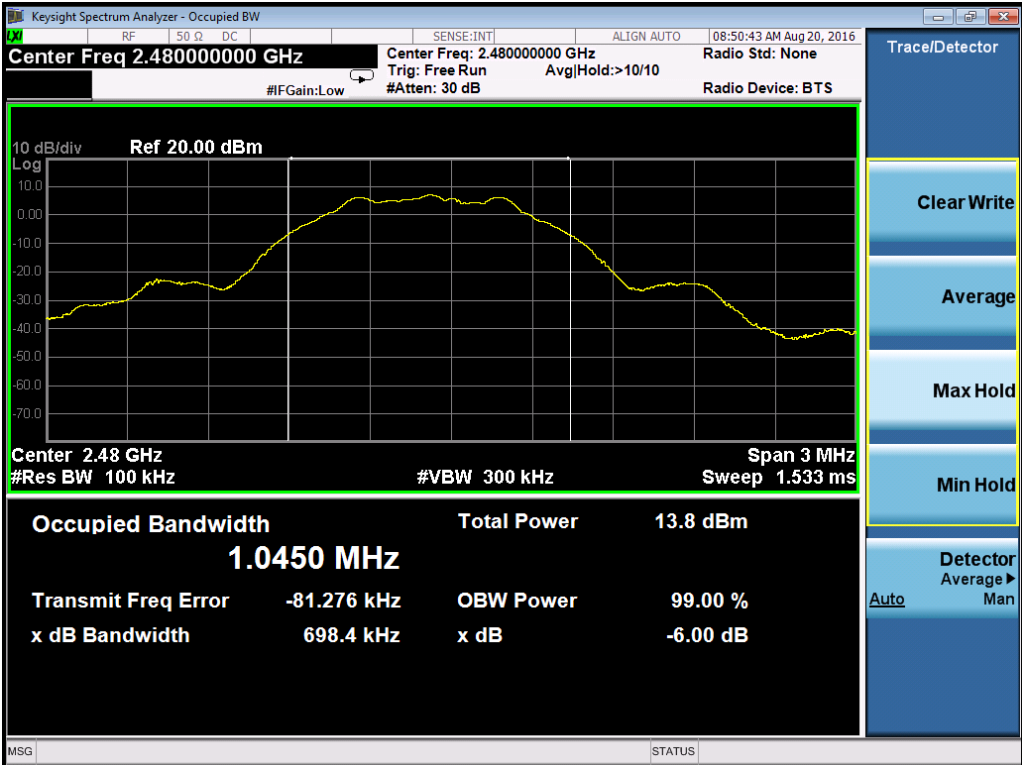 Keysight Spectrum Analyzer - Occupied BW
LXI RF 50 Ω DC SENSE:INT ALIGN AUTO 08:50:43 AM Aug 20, 2016
Center Freq 2.480000000 GHz
Center Freq: 2.480000000 GHz Radio Std: None
Trig: Free Run Avg|Hold:>10/10
#IFGain:Low #Atten: 30 dB Radio Device: BTS
10 dB/div Ref 20.00 dBm
Log
10.0
0.00
-10.0
-20.0
-30.0
-40.0
-50.0
-60.0
-70.0
Center 2.48 GHz Span 3 MHz
#Res BW 100 kHz #VBW 300 kHz Sweep 1.533 ms
Occupied Bandwidth Total Power 13.8 dBm
1.0450 MHz
Transmit Freq Error -81.276 kHz OBW Power 99.00 %
x dB Bandwidth 698.4 kHz x dB -6.00 dB
MSG STATUS
Trace/Detector
Clear Write
Average
Max Hold
Min Hold
Detector
Average▶
Auto Man